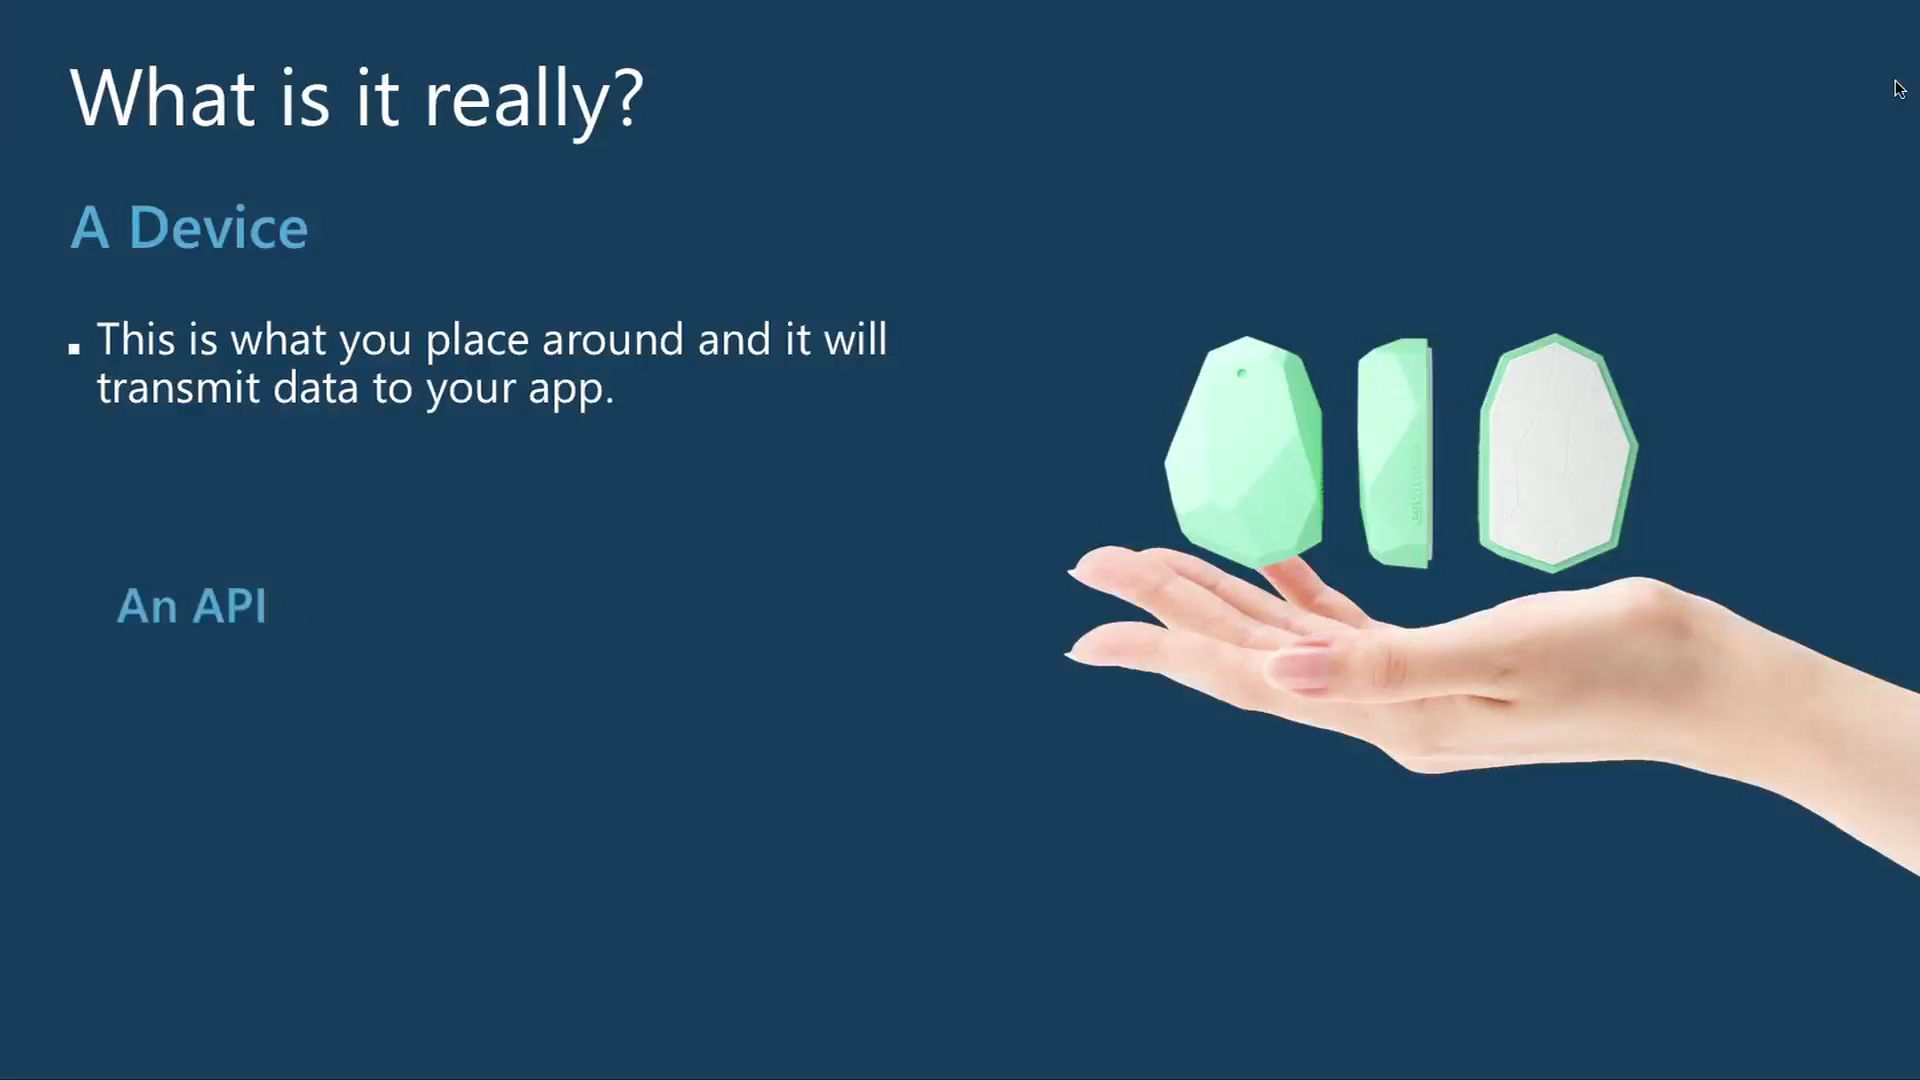 What is it really?
A Device
▪ This is what you place around and it will
transmit data to your app.
An API